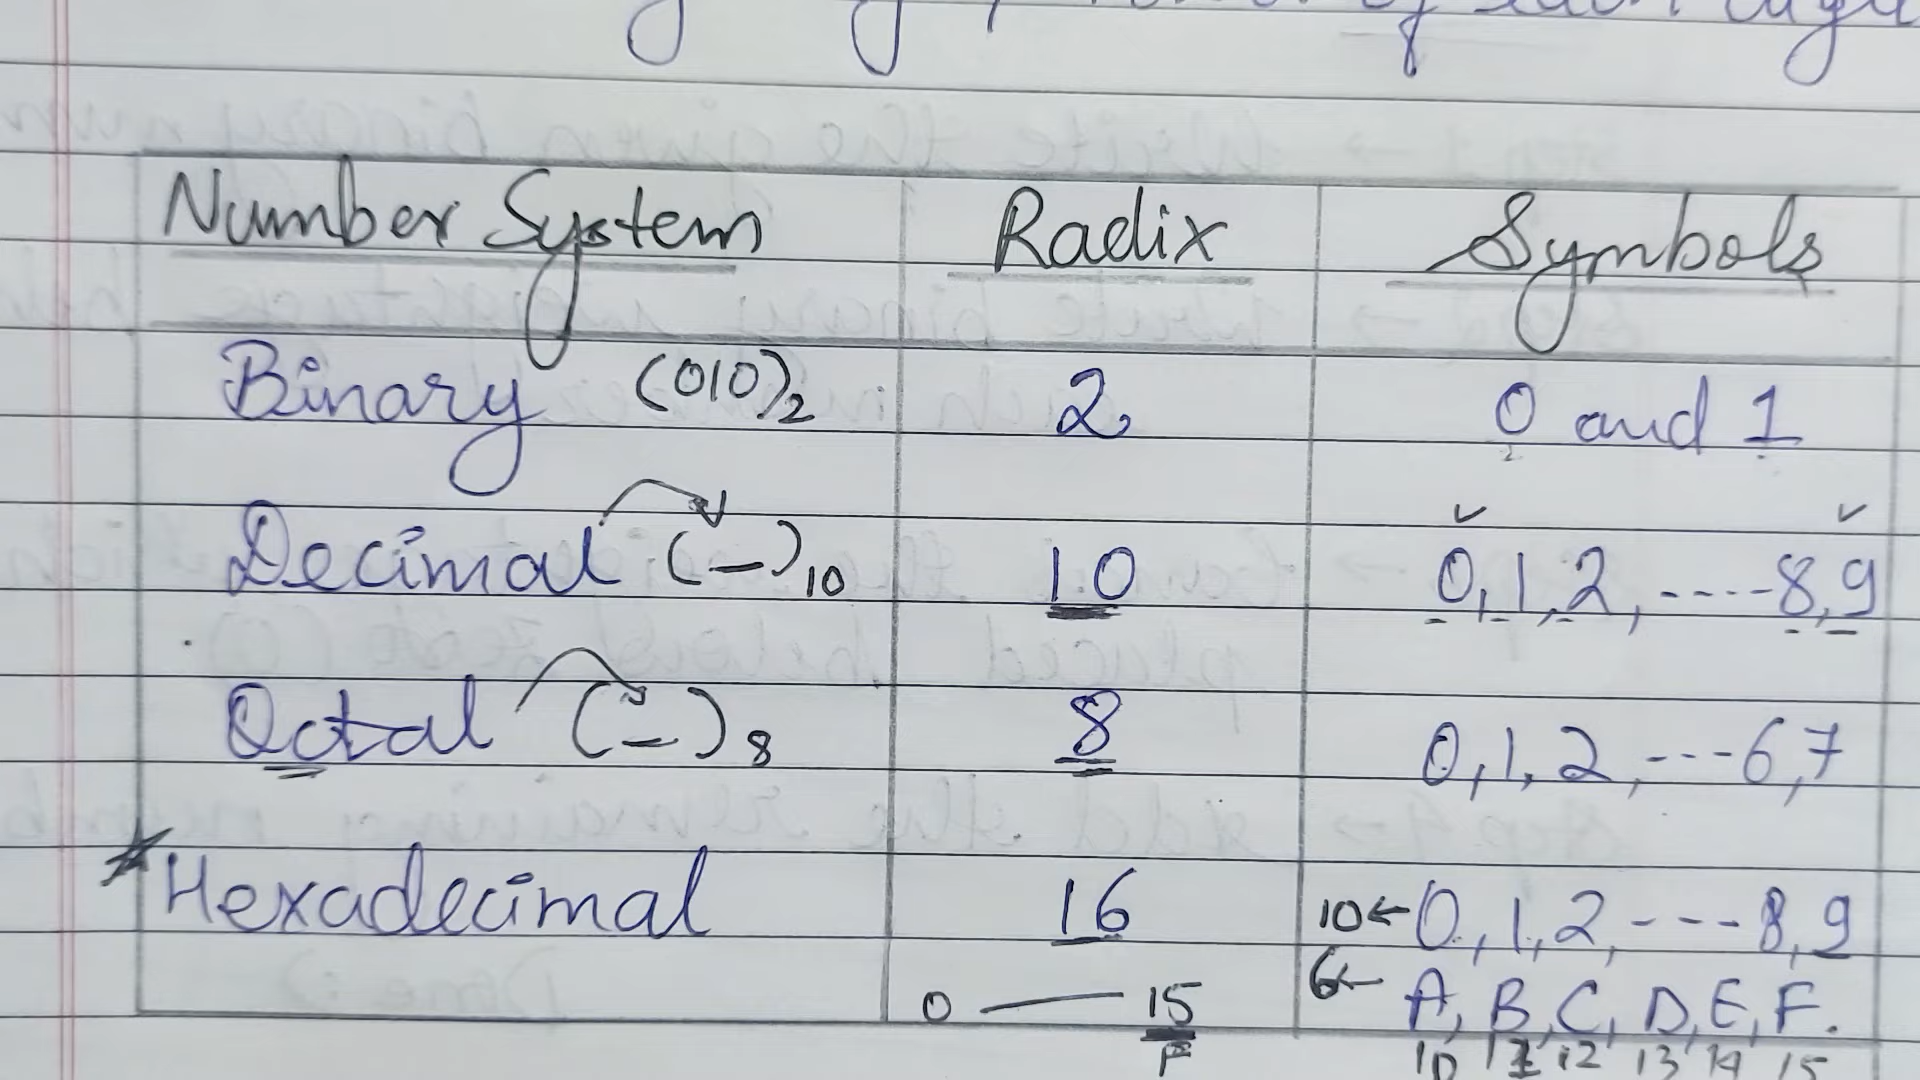 of each
Number System Radix Symbols
Binary (010)2 2 0 and 1
Decimal (–)10 10 0,1,2,----8,9
Octal (–)8 8 0,1,2,---6,7
Hexadecimal 16 10← 0,1,2,----8,9
0 — 15 6← A, B, C, D, E, F.
F 10 11 12 13 14 15